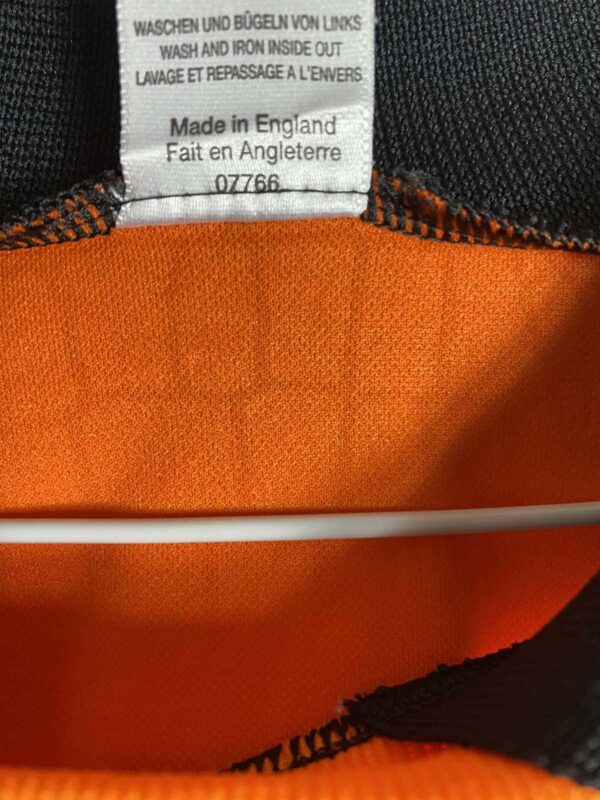 WASCHEN UND BÜGELN VON LINKS
WASH AND IRON INSIDE OUT
LAVAGE ET REPASSAGE A L'ENVERS
Made in England
Fait en Angleterre
07766